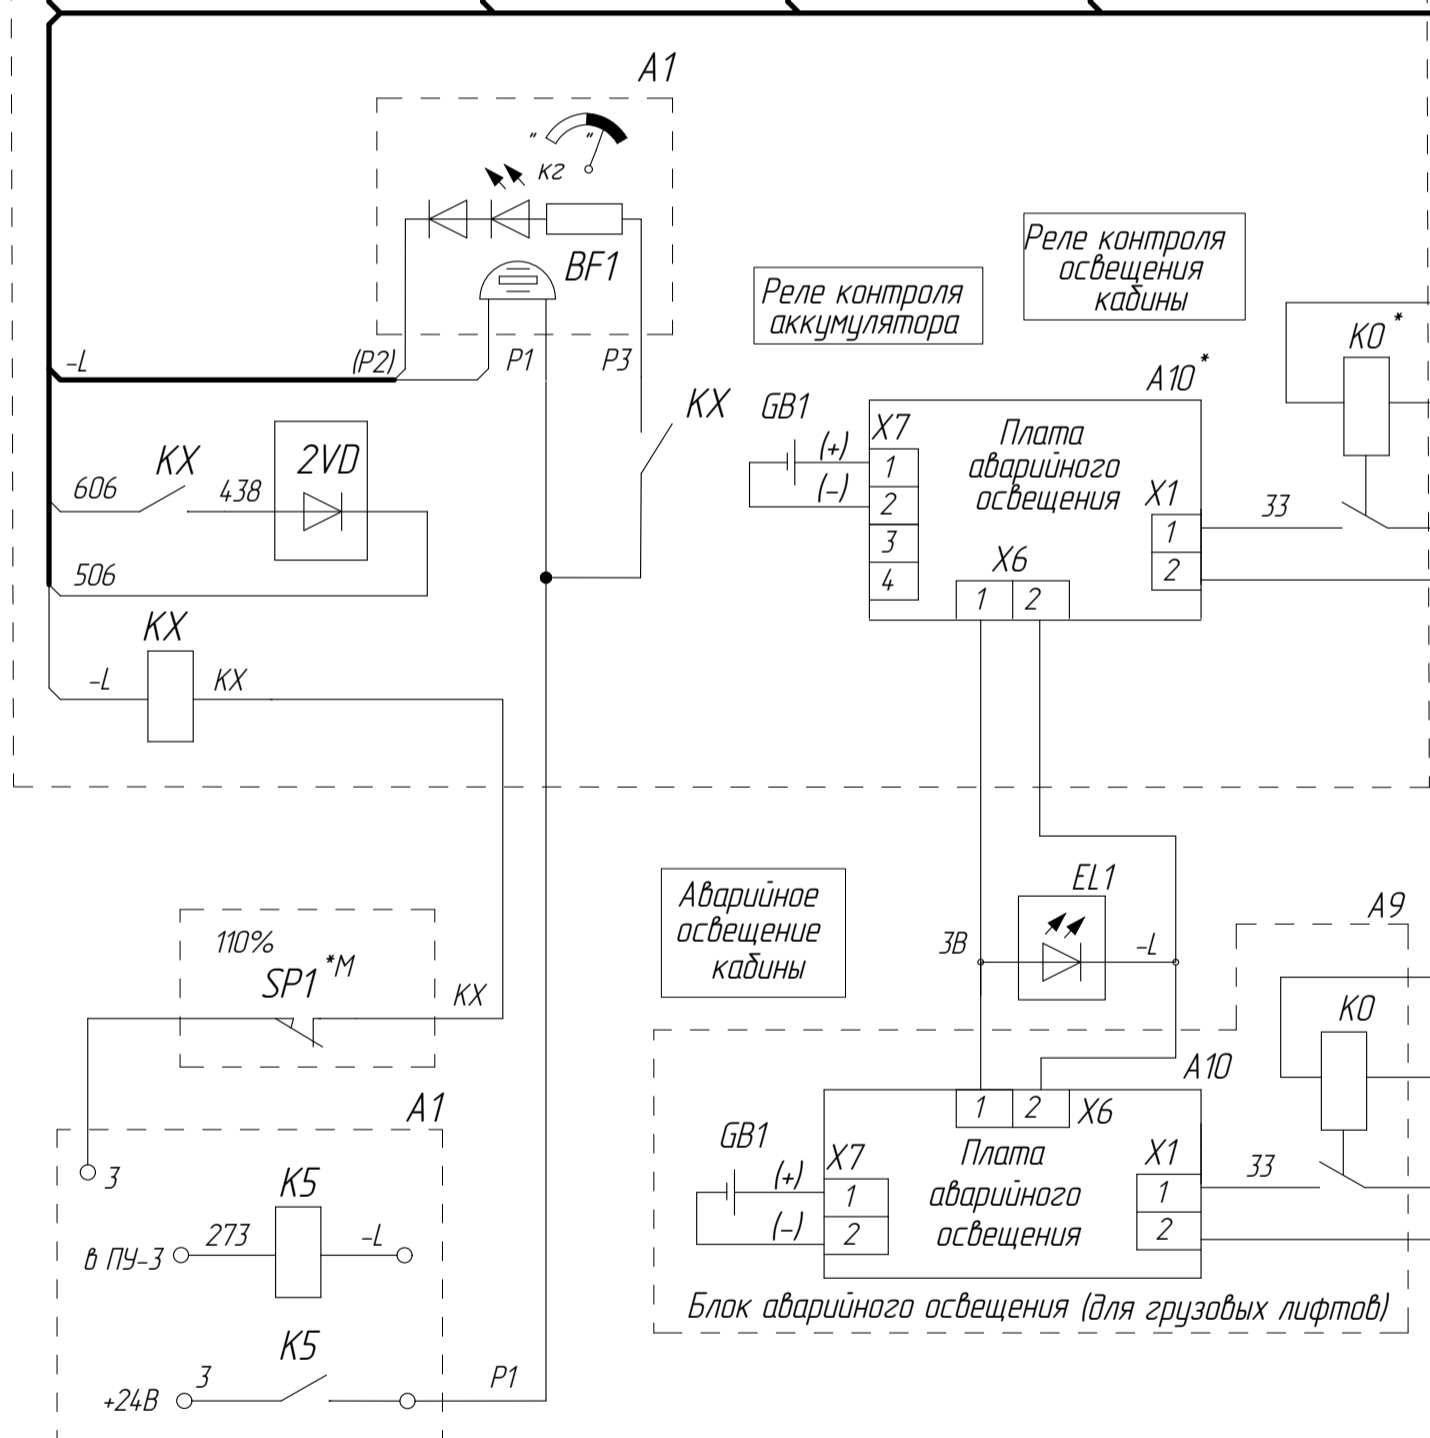 A1
" "
кг
BF1
-L
(P2)
P1
P3
KX
606
KX
438
2VD
506
KX
-L
KX
Реле контроля
аккумулятора
Реле контроля
освещения
кабины
KO*
A10*
GB1
(+)
(-)
X7
1
2
3
4
Плата
аварийного
освещения
X1
1
2
33
X6
1
2
110%
SP1*M
KX
Аварийное
освещение
кабины
EL1
3В
-L
A9
KO
A10
1
2
X6
GB1
(+)
(-)
X7
1
2
Плата
аварийного
освещения
X1
1
2
33
Блок аварийного освещения (для грузовых лифтов)
A1
3
K5
в ПУ-3
273
-L
K5
+24В
3
P1